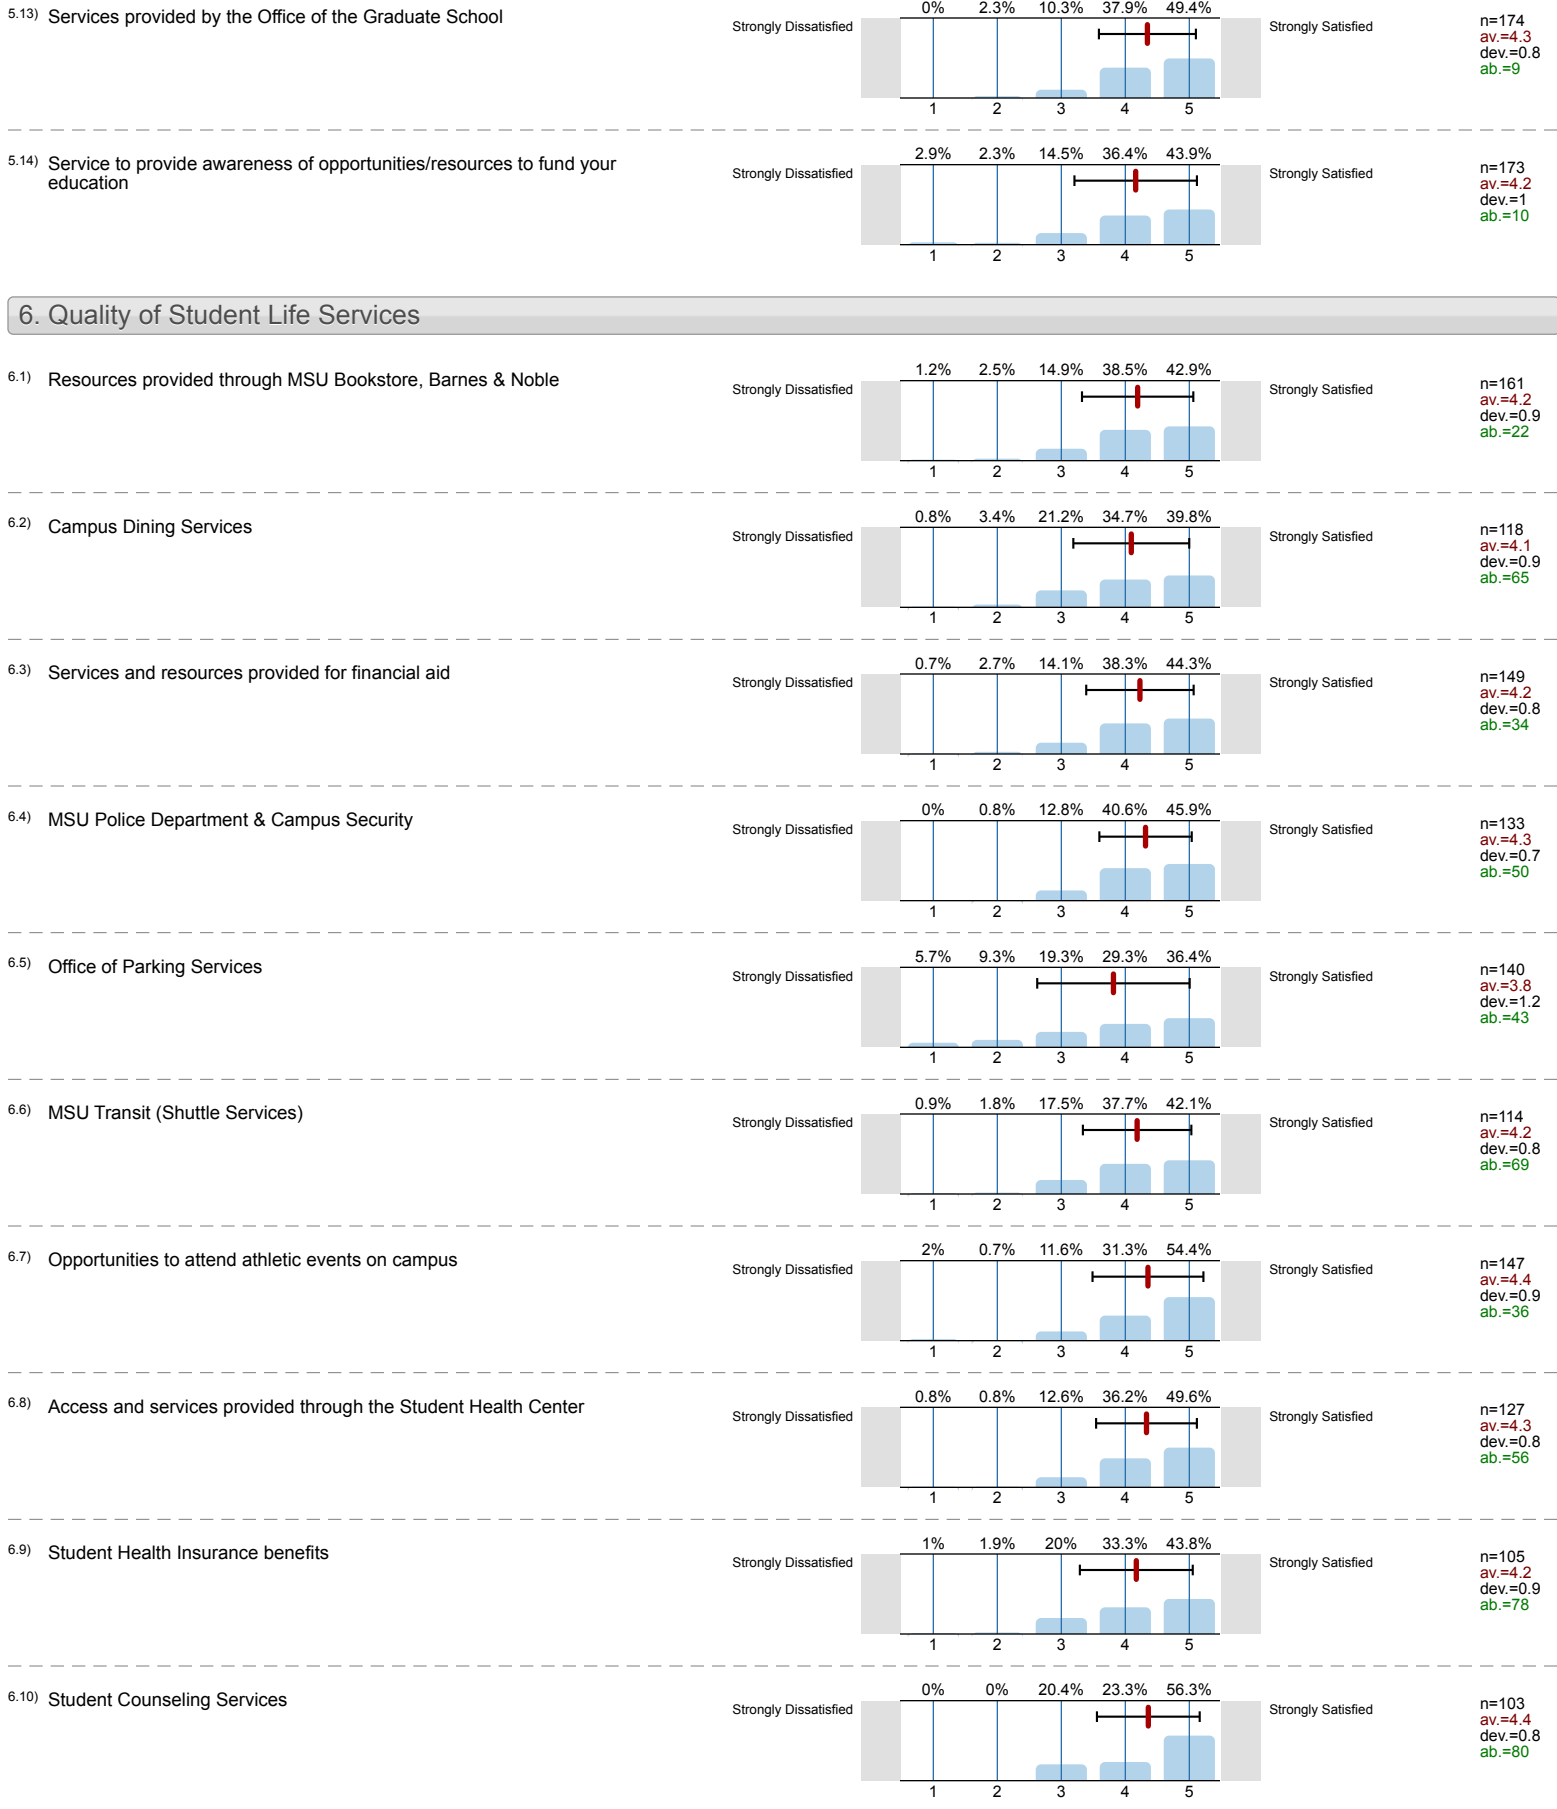 5.13) Services provided by the Office of the Graduate School
Strongly Dissatisfied
0% 2.3% 10.3% 37.9% 49.4%
1 2 3 4 5
Strongly Satisfied
n=174
av.=4.3
dev.=0.8
ab.=9
5.14) Service to provide awareness of opportunities/resources to fund your
education
Strongly Dissatisfied
2.9% 2.3% 14.5% 36.4% 43.9%
1 2 3 4 5
Strongly Satisfied
n=173
av.=4.2
dev.=1
ab.=10
6. Quality of Student Life Services
6.1) Resources provided through MSU Bookstore, Barnes & Noble
Strongly Dissatisfied
1.2% 2.5% 14.9% 38.5% 42.9%
1 2 3 4 5
Strongly Satisfied
n=161
av.=4.2
dev.=0.9
ab.=22
6.2) Campus Dining Services
Strongly Dissatisfied
0.8% 3.4% 21.2% 34.7% 39.8%
1 2 3 4 5
Strongly Satisfied
n=118
av.=4.1
dev.=0.9
ab.=65
6.3) Services and resources provided for financial aid
Strongly Dissatisfied
0.7% 2.7% 14.1% 38.3% 44.3%
1 2 3 4 5
Strongly Satisfied
n=149
av.=4.2
dev.=0.8
ab.=34
6.4) MSU Police Department & Campus Security
Strongly Dissatisfied
0% 0.8% 12.8% 40.6% 45.9%
1 2 3 4 5
Strongly Satisfied
n=133
av.=4.3
dev.=0.7
ab.=50
6.5) Office of Parking Services
Strongly Dissatisfied
5.7% 9.3% 19.3% 29.3% 36.4%
1 2 3 4 5
Strongly Satisfied
n=140
av.=3.8
dev.=1.2
ab.=43
6.6) MSU Transit (Shuttle Services)
Strongly Dissatisfied
0.9% 1.8% 17.5% 37.7% 42.1%
1 2 3 4 5
Strongly Satisfied
n=114
av.=4.2
dev.=0.8
ab.=69
6.7) Opportunities to attend athletic events on campus
Strongly Dissatisfied
2% 0.7% 11.6% 31.3% 54.4%
1 2 3 4 5
Strongly Satisfied
n=147
av.=4.4
dev.=0.9
ab.=36
6.8) Access and services provided through the Student Health Center
Strongly Dissatisfied
0.8% 0.8% 12.6% 36.2% 49.6%
1 2 3 4 5
Strongly Satisfied
n=127
av.=4.3
dev.=0.8
ab.=56
6.9) Student Health Insurance benefits
Strongly Dissatisfied
1% 1.9% 20% 33.3% 43.8%
1 2 3 4 5
Strongly Satisfied
n=105
av.=4.2
dev.=0.9
ab.=78
6.10) Student Counseling Services
Strongly Dissatisfied
0% 0% 20.4% 23.3% 56.3%
1 2 3 4 5
Strongly Satisfied
n=103
av.=4.4
dev.=0.8
ab.=80